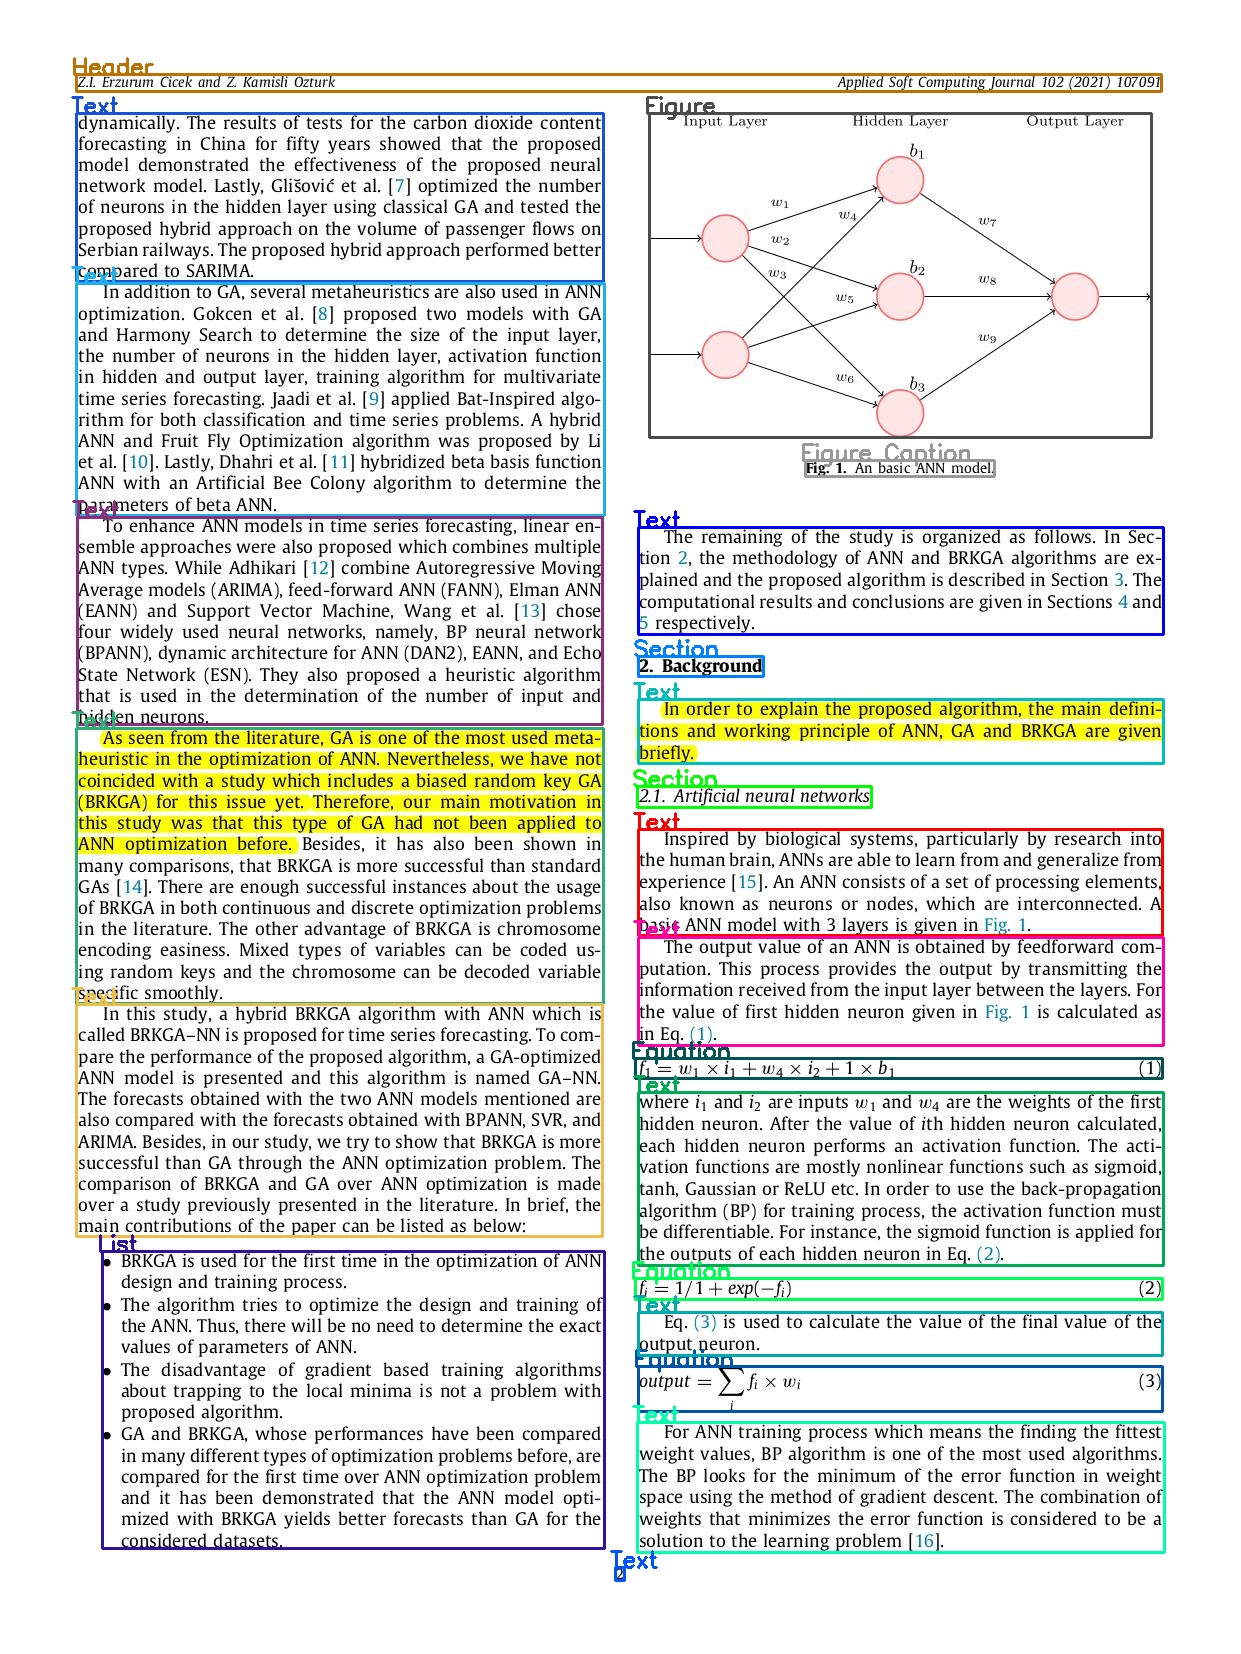 Header
Z.I. Erzurum Cicek and Z. Kamisli Ozturk Applied Soft Computing Journal 102 (2021) 107091
Text
dynamically. The results of tests for the carbon dioxide content
forecasting in China for fifty years showed that the proposed
model demonstrated the effectiveness of the proposed neural
network model. Lastly, Glišović et al. [7] optimized the number
of neurons in the hidden layer using classical GA and tested the
proposed hybrid approach on the volume of passenger flows on
Serbian railways. The proposed hybrid approach performed better
compared to SARIMA.
Text
In addition to GA, several metaheuristics are also used in ANN
optimization. Gokcen et al. [8] proposed two models with GA
and Harmony Search to determine the size of the input layer,
the number of neurons in the hidden layer, activation function
in hidden and output layer, training algorithm for multivariate
time series forecasting. Jaadi et al. [9] applied Bat-Inspired algo-
rithm for both classification and time series problems. A hybrid
ANN and Fruit Fly Optimization algorithm was proposed by Li
et al. [10]. Lastly, Dhahri et al. [11] hybridized beta basis function
ANN with an Artificial Bee Colony algorithm to determine the
parameters of beta ANN.
Text
To enhance ANN models in time series forecasting, linear en-
semble approaches were also proposed which combines multiple
ANN types. While Adhikari [12] combine Autoregressive Moving
Average models (ARIMA), feed-forward ANN (FANN), Elman ANN
(EANN) and Support Vector Machine, Wang et al. [13] chose
four widely used neural networks, namely, BP neural network
(BPANN), dynamic architecture for ANN (DAN2), EANN, and Echo
State Network (ESN). They also proposed a heuristic algorithm
that is used in the determination of the number of input and
hidden neurons.
Text
As seen from the literature, GA is one of the most used meta-
heuristic in the optimization of ANN. Nevertheless, we have not
coincided with a study which includes a biased random key GA
(BRKGA) for this issue yet. Therefore, our main motivation in
this study was that this type of GA had not been applied to
ANN optimization before. Besides, it has also been shown in
many comparisons, that BRKGA is more successful than standard
GAs [14]. There are enough successful instances about the usage
of BRKGA in both continuous and discrete optimization problems
in the literature. The other advantage of BRKGA is chromosome
encoding easiness. Mixed types of variables can be coded us-
ing random keys and the chromosome can be decoded variable
specific smoothly.
Text
In this study, a hybrid BRKGA algorithm with ANN which is
called BRKGA–NN is proposed for time series forecasting. To com-
pare the performance of the proposed algorithm, a GA-optimized
ANN model is presented and this algorithm is named GA–NN.
The forecasts obtained with the two ANN models mentioned are
also compared with the forecasts obtained with BPANN, SVR, and
ARIMA. Besides, in our study, we try to show that BRKGA is more
successful than GA through the ANN optimization problem. The
comparison of BRKGA and GA over ANN optimization is made
over a study previously presented in the literature. In brief, the
main contributions of the paper can be listed as below:
List
• BRKGA is used for the first time in the optimization of ANN
design and training process.
• The algorithm tries to optimize the design and training of
the ANN. Thus, there will be no need to determine the exact
values of parameters of ANN.
• The disadvantage of gradient based training algorithms
about trapping to the local minima is not a problem with
proposed algorithm.
• GA and BRKGA, whose performances have been compared
in many different types of optimization problems before, are
compared for the first time over ANN optimization problem
and it has been demonstrated that the ANN model opti-
mized with BRKGA yields better forecasts than GA for the
considered datasets.
Figure
Input Layer Hidden Layer Output Layer
b1
w1
w4
w7
w2
b2
w3
w8
w5
w9
w6
b3
Figure Caption
Fig. 1. An basic ANN model.
Text
The remaining of the study is organized as follows. In Sec-
tion 2, the methodology of ANN and BRKGA algorithms are ex-
plained and the proposed algorithm is described in Section 3. The
computational results and conclusions are given in Sections 4 and
5 respectively.
Section
2. Background
Text
In order to explain the proposed algorithm, the main defini-
tions and working principle of ANN, GA and BRKGA are given
briefly.
Section
2.1. Artificial neural networks
Text
Inspired by biological systems, particularly by research into
the human brain, ANNs are able to learn from and generalize from
experience [15]. An ANN consists of a set of processing elements,
also known as neurons or nodes, which are interconnected. A
basic ANN model with 3 layers is given in Fig. 1.
Text
The output value of an ANN is obtained by feedforward com-
putation. This process provides the output by transmitting the
information received from the input layer between the layers. For
the value of first hidden neuron given in Fig. 1 is calculated as
in Eq. (1).
Equation
f1 = w1 × i1 + w4 × i2 + 1 × b1 (1)
Text
where i1 and i2 are inputs w1 and w4 are the weights of the first
hidden neuron. After the value of ith hidden neuron calculated,
each hidden neuron performs an activation function. The acti-
vation functions are mostly nonlinear functions such as sigmoid,
tanh, Gaussian or ReLU etc. In order to use the back-propagation
algorithm (BP) for training process, the activation function must
be differentiable. For instance, the sigmoid function is applied for
the outputs of each hidden neuron in Eq. (2).
Equation
fi = 1/1 + exp(−fi) (2)
Text
Eq. (3) is used to calculate the value of the final value of the
output neuron.
Equation
output = ∑i fi × wi (3)
Text
For ANN training process which means the finding the fittest
weight values, BP algorithm is one of the most used algorithms.
The BP looks for the minimum of the error function in weight
space using the method of gradient descent. The combination of
weights that minimizes the error function is considered to be a
solution to the learning problem [16].
Text
2